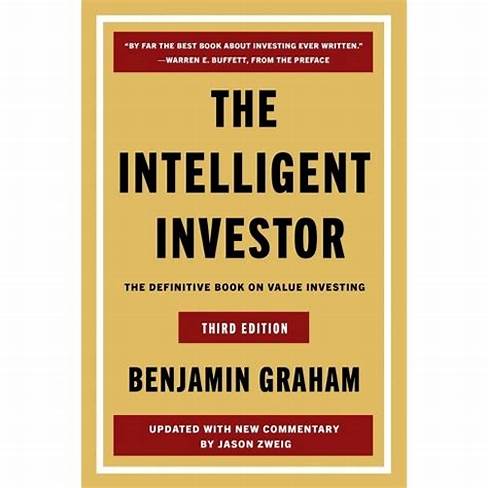 "BY FAR THE BEST BOOK ABOUT INVESTING EVER WRITTEN."
—WARREN E. BUFFETT, FROM THE PREFACE
THE
INTELLIGENT
INVESTOR
THE DEFINITIVE BOOK ON VALUE INVESTING
THIRD EDITION
BENJAMIN GRAHAM
UPDATED WITH NEW COMMENTARY
BY JASON ZWEIG